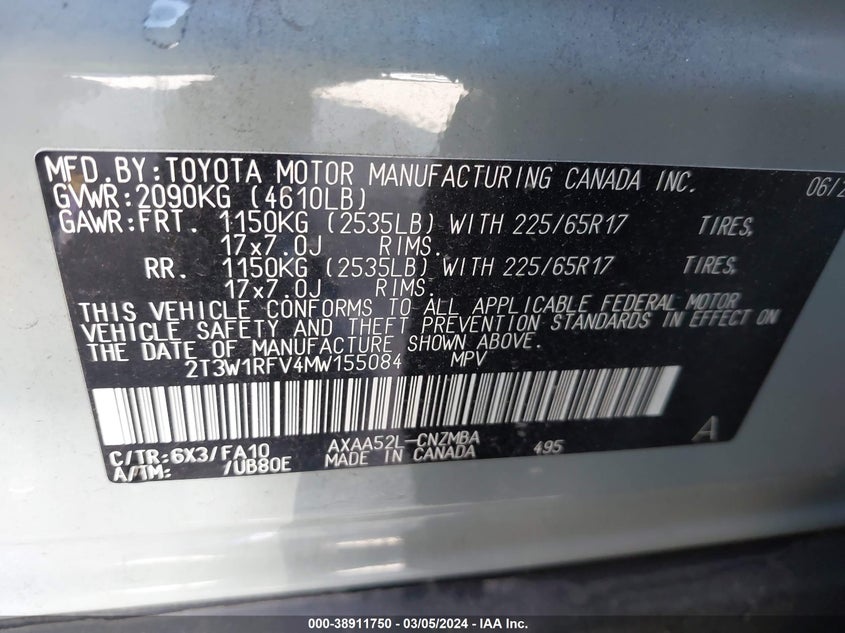 MFD.BY:TOYOTA MOTOR MANUFACTURING CANADA INC. 06/2
GVWR:2090KG (4610LB)
GAWR:FRT. 1150KG (2535LB) WITH 225/65R17 TIRES,
17x7.0J RIMS.
RR. 1150KG (2535LB) WITH 225/65R17 TIRES,
17x7.0J RIMS.
THIS VEHICLE CONFORMS TO ALL APPLICABLE FEDERAL MOTOR
VEHICLE SAFETY AND THEFT PREVENTION STANDARDS IN EFFECT ON
THE DATE OF MANUFACTURE SHOWN ABOVE.
2T3W1RFV4MW155084 MPV
C/TR:6X3/FA10 AXAA52L-CNZMBA 495 A
A/TM: /UB80E MADE IN CANADA
000-38911750 — 03/05/2024 — IAA Inc.